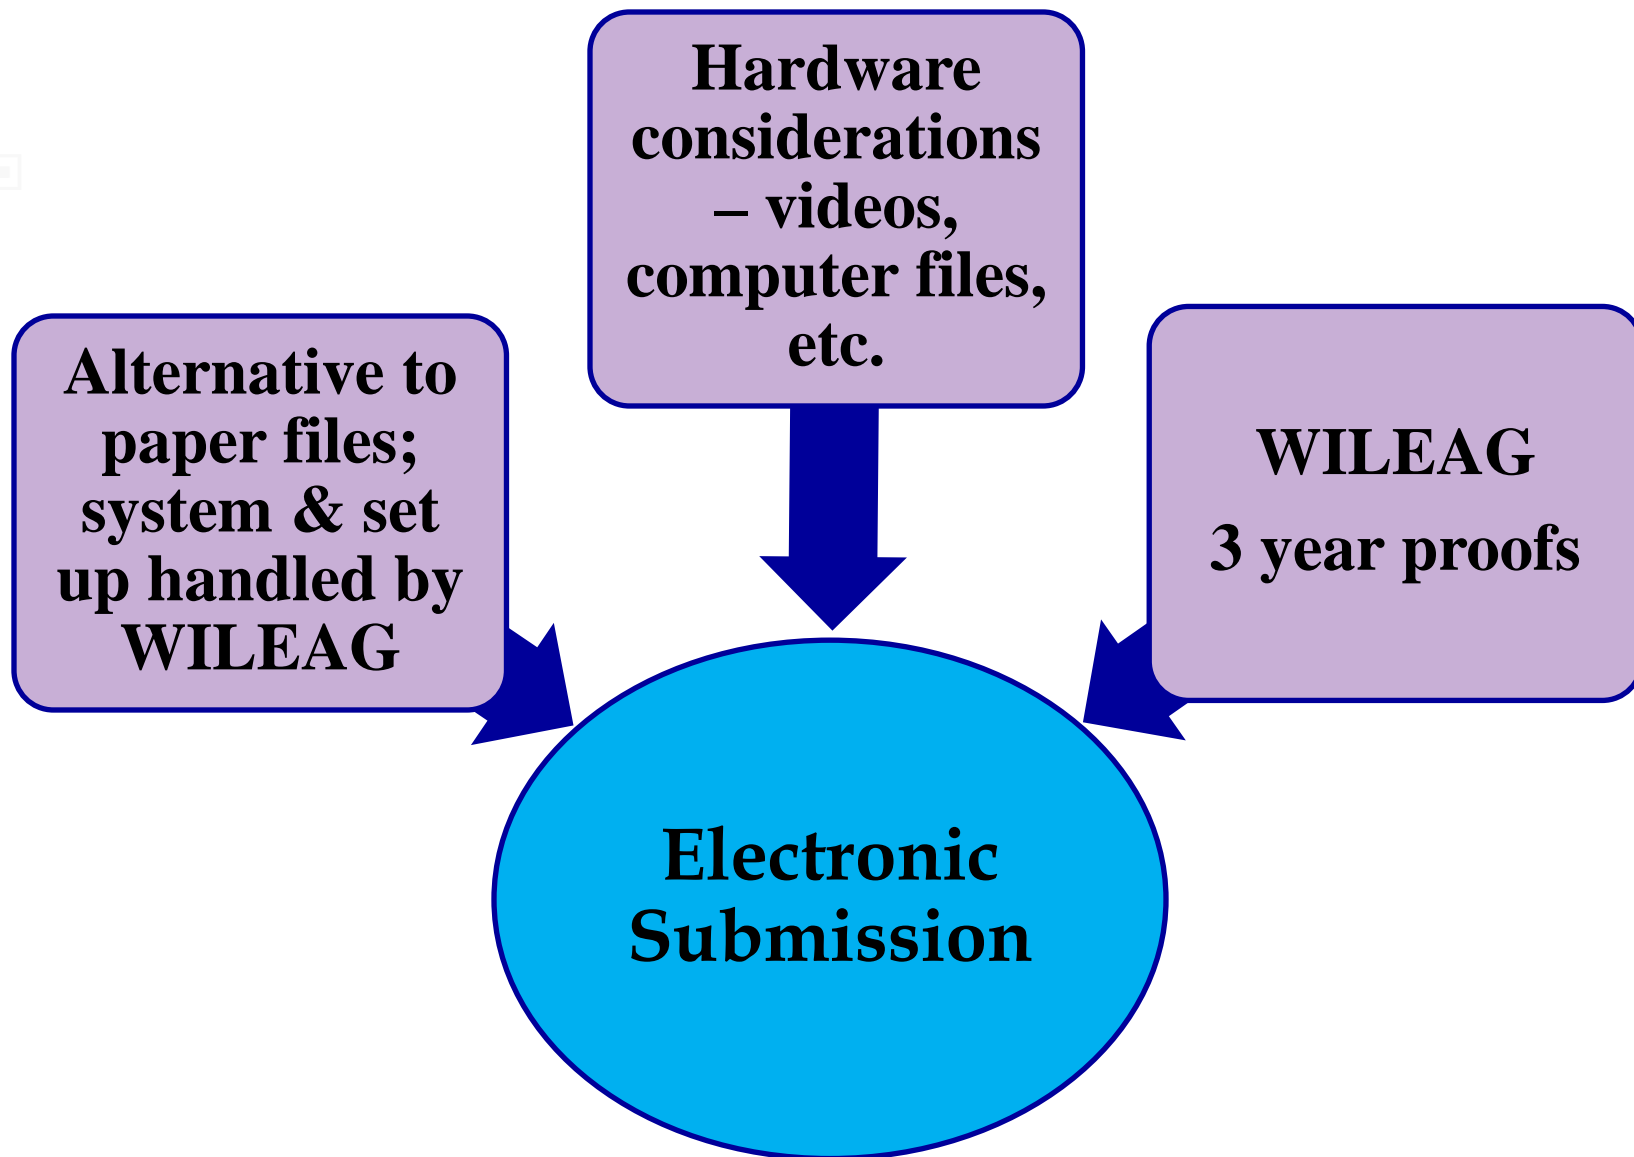 Hardware
considerations
– videos,
computer files,
etc.
Alternative to
paper files;
system & set
up handled by
WILEAG
WILEAG
3 year proofs
Electronic
Submission